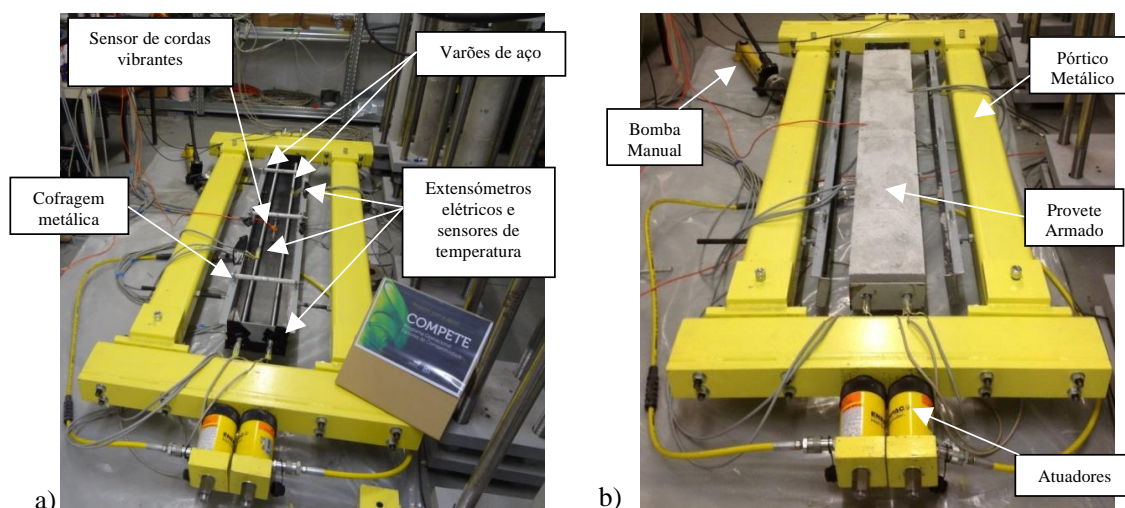 Sensor de cordas
vibrantes
Varões de aço
Cofragem
metálica
Extensómetros
elétricos e
sensores de
temperatura
COMPETE
a)
Bomba
Manual
Pórtico
Metálico
Provete
Armado
Atuadores
b)